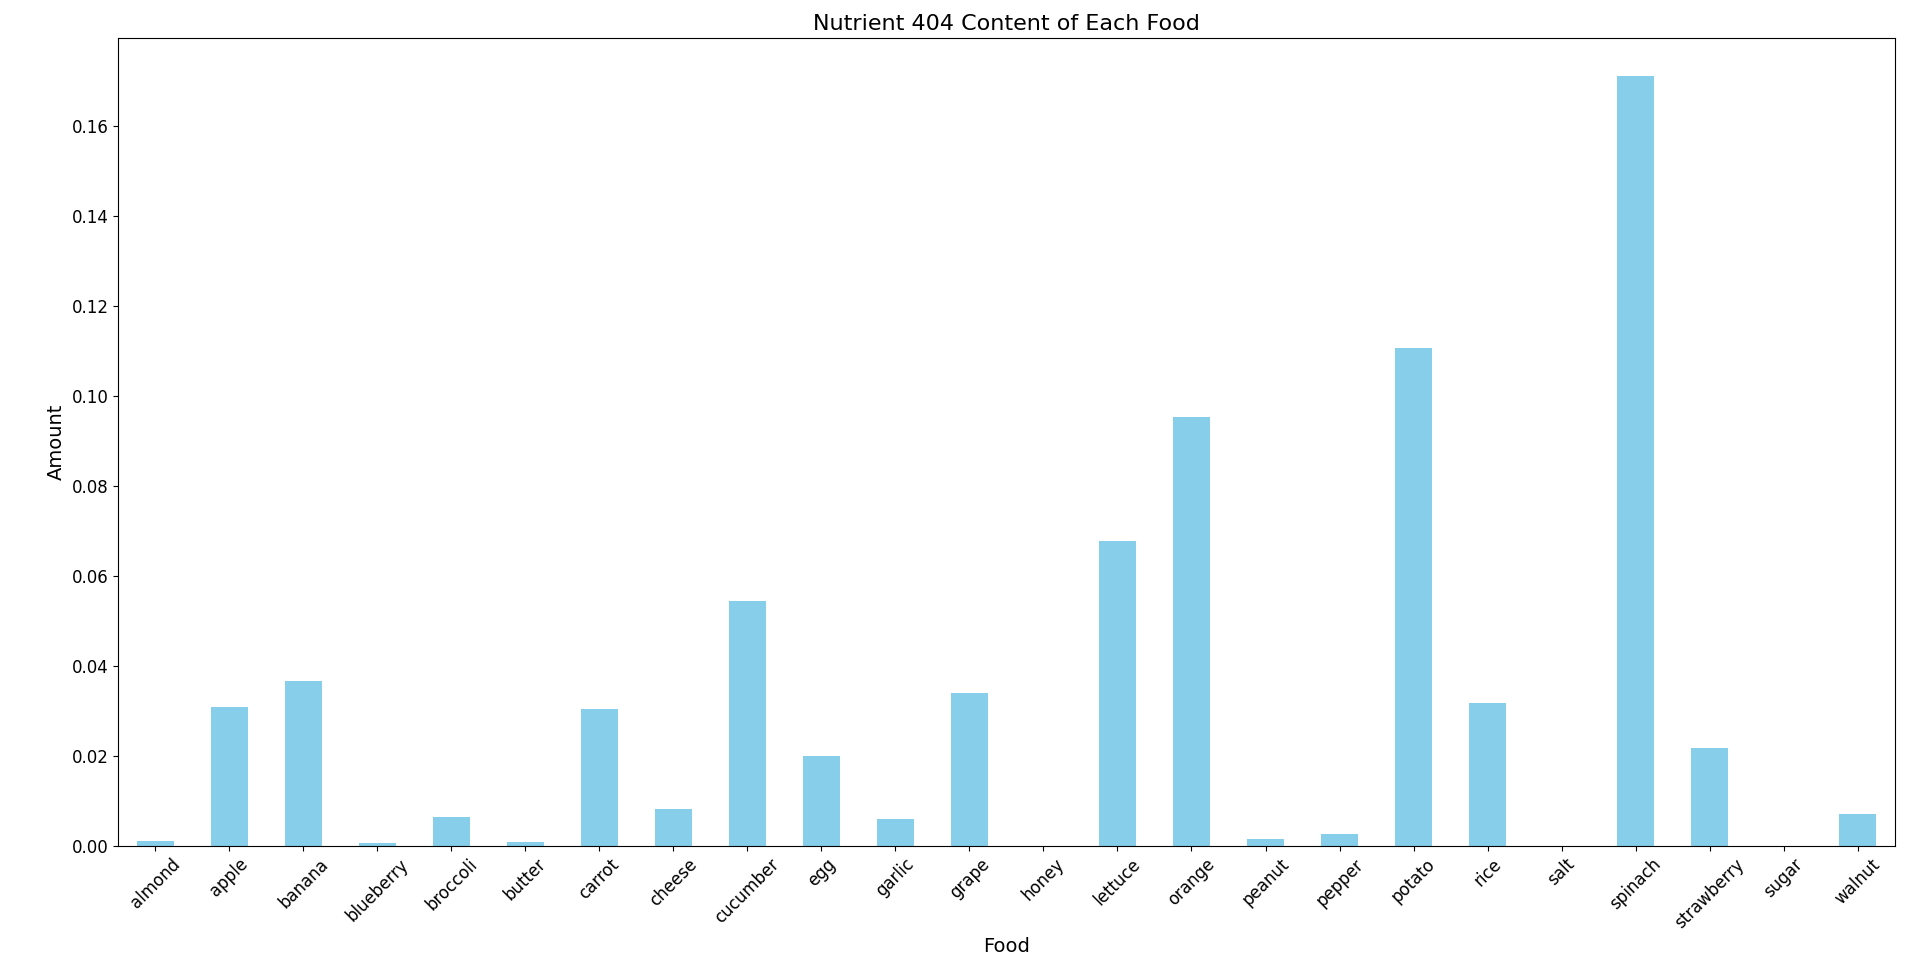 Nutrient 404 Content of Each Food
Amount
0.16
0.14
0.12
0.10
0.08
0.06
0.04
0.02
0.00
almond
apple
banana
blueberry
broccoli
butter
carrot
cheese
cucumber
egg
garlic
grape
honey
lettuce
orange
peanut
pepper
potato
rice
salt
spinach
strawberry
sugar
walnut
Food